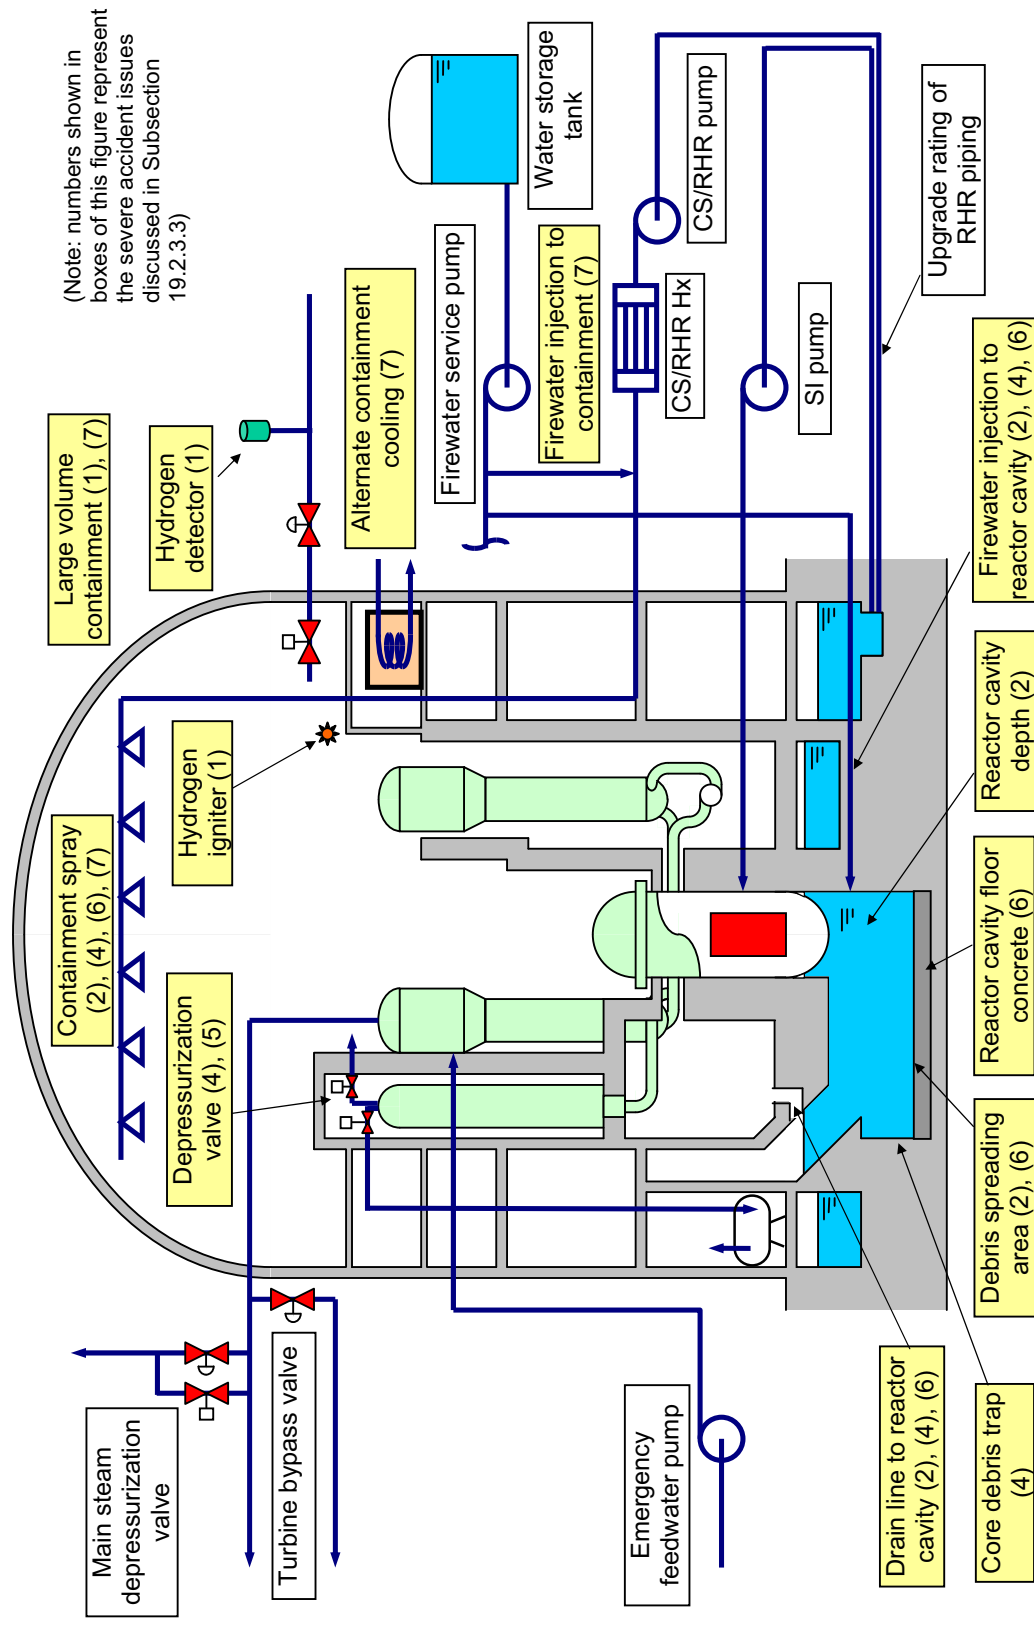 (Note: numbers shown in
boxes of this figure represent
the severe accident issues
discussed in Subsection
19.2.3.3)
Large volume
containment (1), (7)
Hydrogen
detector (1)
Alternate containment
cooling (7)
Firewater service pump
Water storage
tank
Firewater injection to
containment (7)
CS/RHR pump
CS/RHR Hx
SI pump
Upgrade rating of
RHR piping
Firewater injection to
reactor cavity (2), (4), (6)
Containment spray
(2), (4), (6), (7)
Hydrogen
igniter (1)
Depressurization
valve (4), (5)
Reactor cavity
depth (2)
Reactor cavity floor
concrete (6)
Debris spreading
area (2), (6)
Main steam
depressurization
valve
Turbine bypass valve
Emergency
feedwater pump
Drain line to reactor
cavity (2), (4), (6)
Core debris trap
(4)